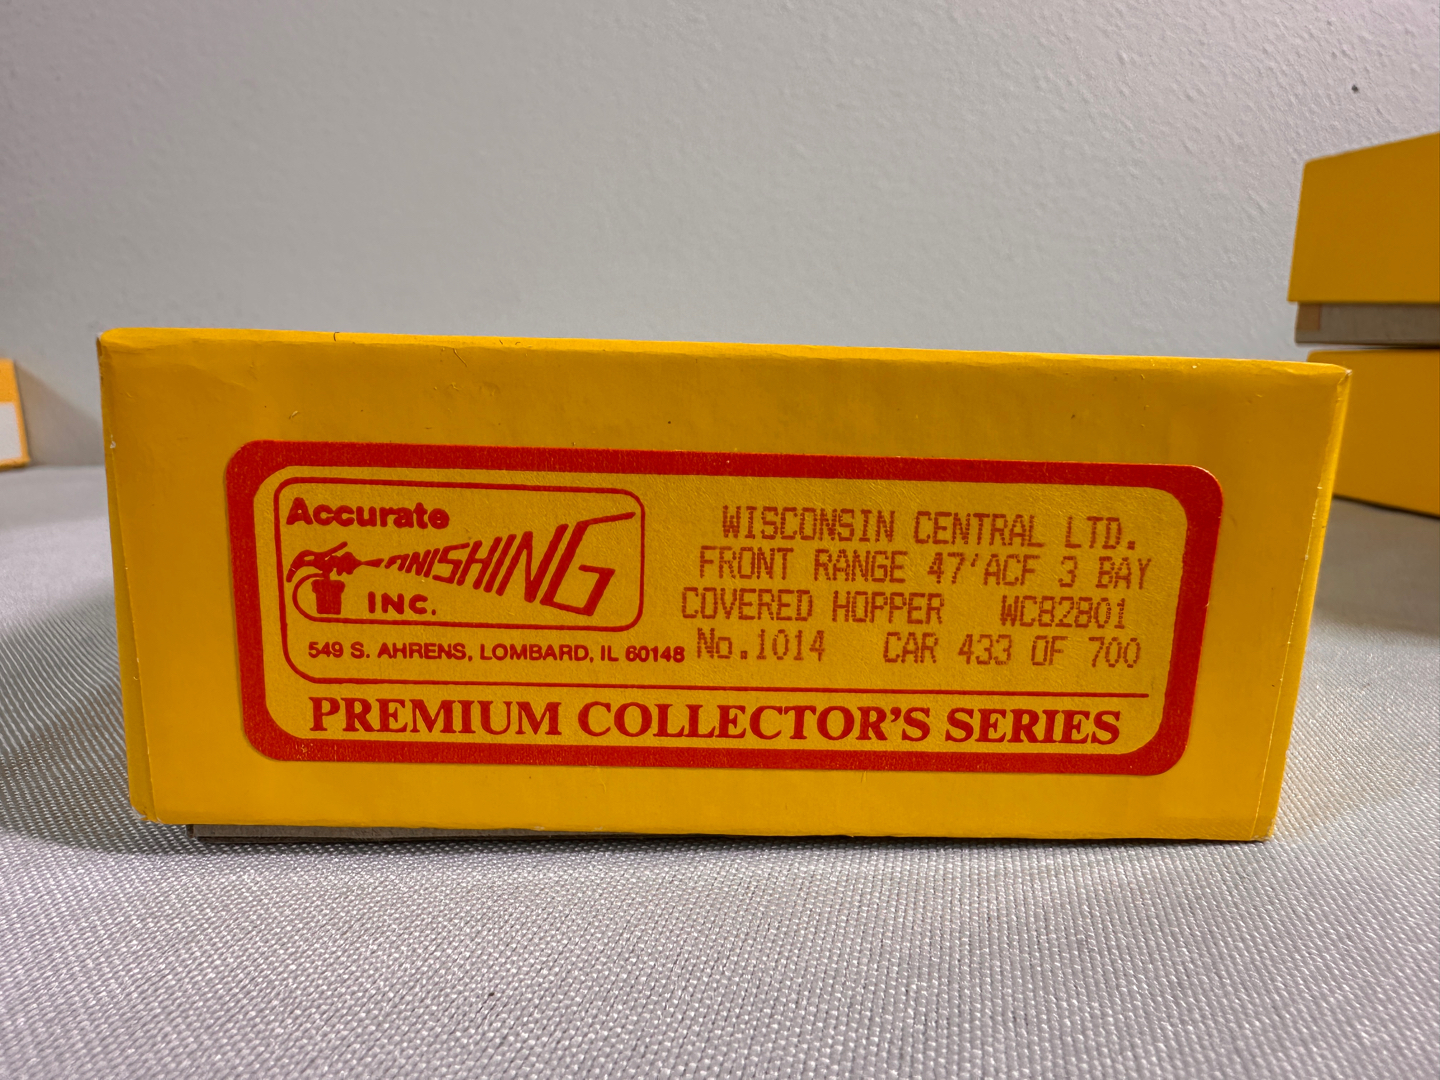 Accurate
FINISHING
INC.
549 S. AHRENS, LOMBARD, IL 60148
WISCONSIN CENTRAL LTD.
FRONT RANGE 47'ACF 3 BAY
COVERED HOPPER WC82801
No.1014 CAR 433 OF 700
PREMIUM COLLECTOR'S SERIES